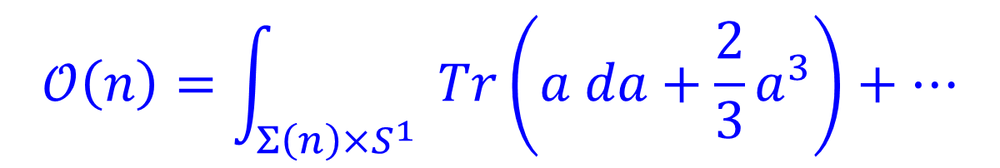 𝒪(n) = ∫_{Σ(n)×S¹} Tr(a da + 2/3 a³) + ⋯